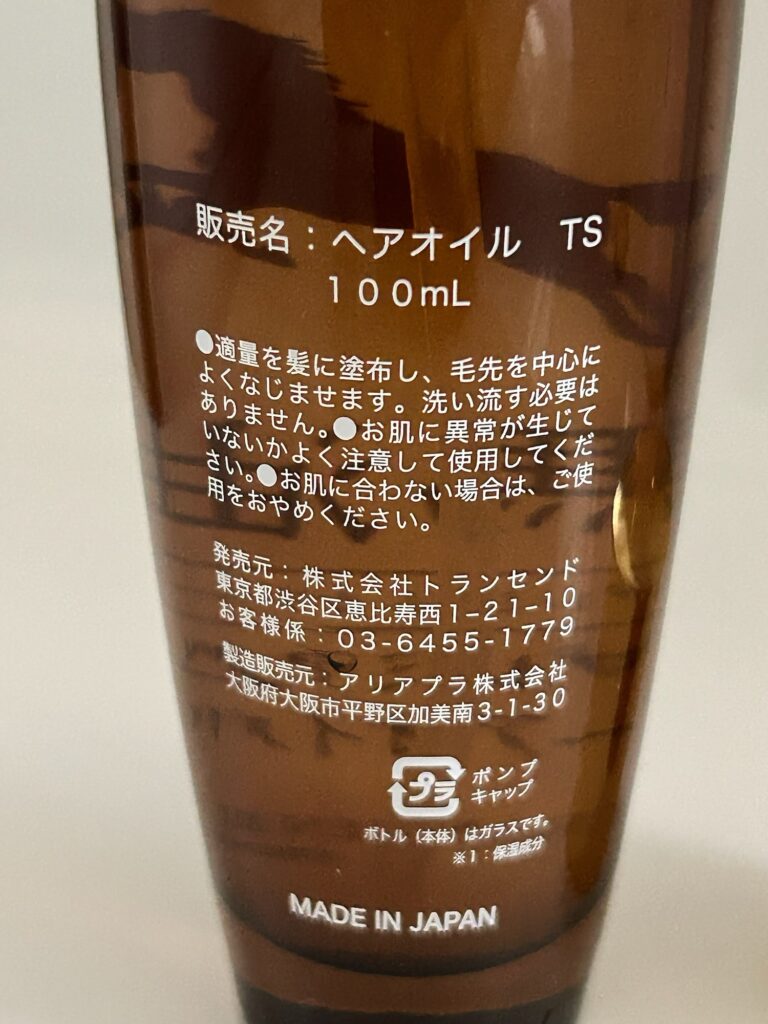 販売名：ヘアオイル　TS
１００mL
●適量を髪に塗布し、毛先を中心に
よくなじませます。洗い流す必要は
ありません。●お肌に異常が生じて
いないかよく注意して使用してくだ
さい。●お肌に合わない場合は、ご使
用をおやめください。
発売元：株式会社トランセンド
東京都渋谷区恵比寿西1-21-10
お客様係：03-6455-1779
製造販売元：アリアプラ株式会社
大阪府大阪市平野区加美南3-1-30
プラ
ポンプ
キャップ
ボトル（本体）はガラスです。
※1：保湿成分
MADE IN JAPAN